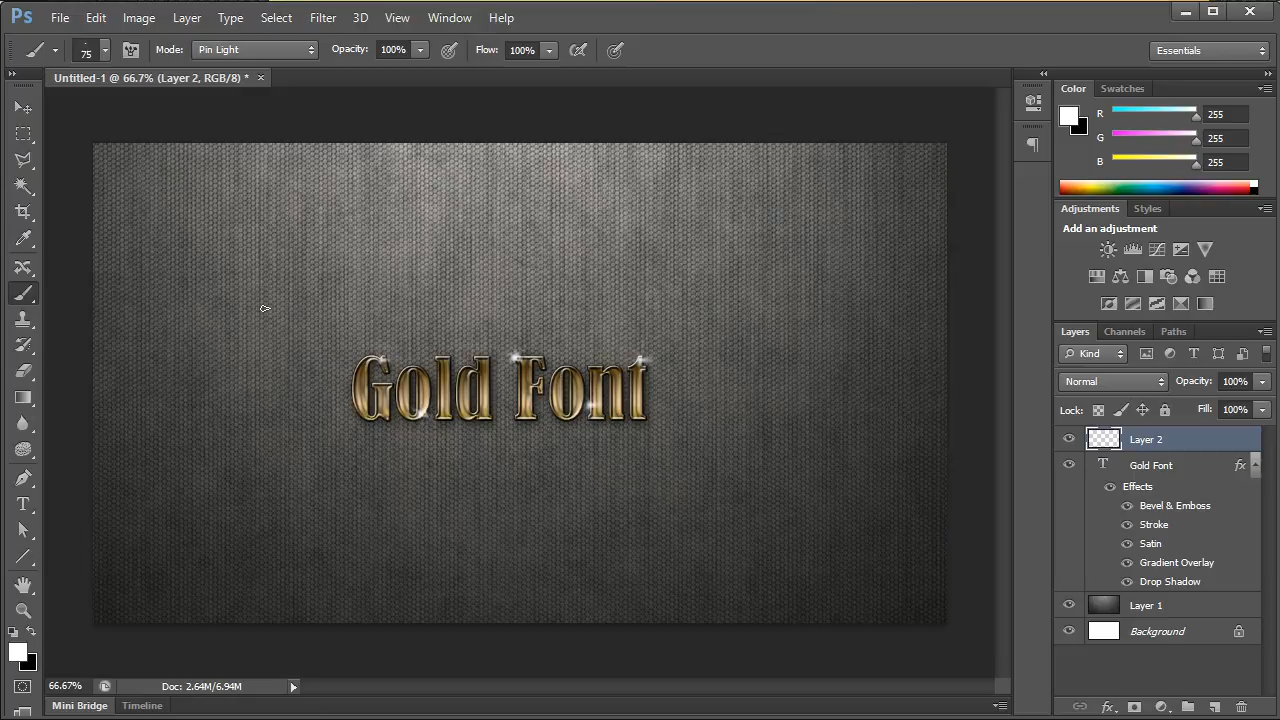 Ps File Edit Image Layer Type Select Filter 3D View Window Help
75 Mode: Pin Light Opacity: 100% Flow: 100% Essentials
Untitled-1 @ 66.7% (Layer 2, RGB/8) * ×
Color Swatches
R 255
G 255
B 255
Adjustments Styles
Add an adjustment
Layers Channels Paths
Kind
Normal Opacity: 100%
Lock: Fill: 100%
Layer 2
T Gold Font fx
Effects
Bevel & Emboss
Stroke
Satin
Gradient Overlay
Drop Shadow
Layer 1
Background
Gold Font
66.67% Doc: 2.64M/6.94M
Mini Bridge Timeline